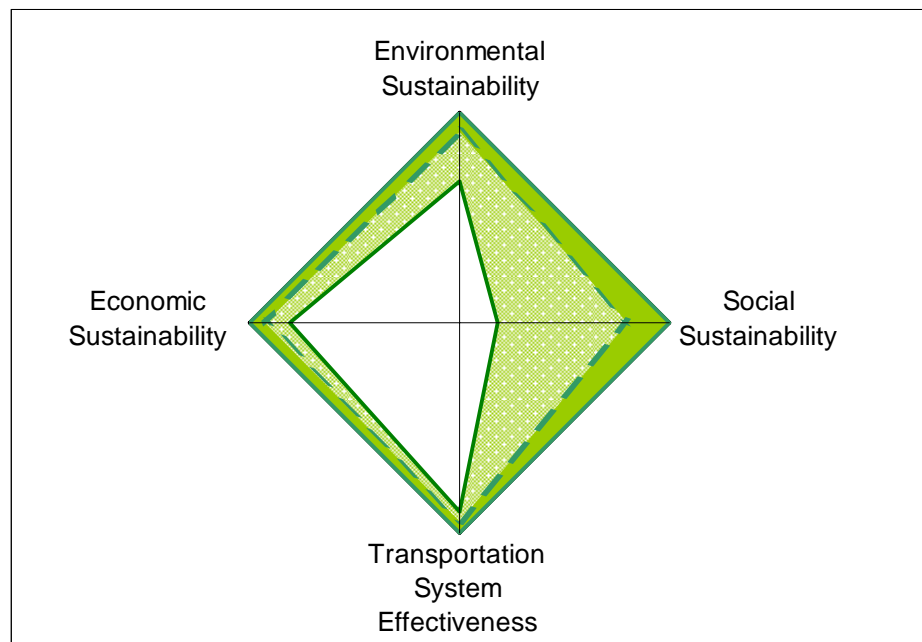 Environmental
Sustainability
Economic
Sustainability
Social
Sustainability
Transportation
System
Effectiveness